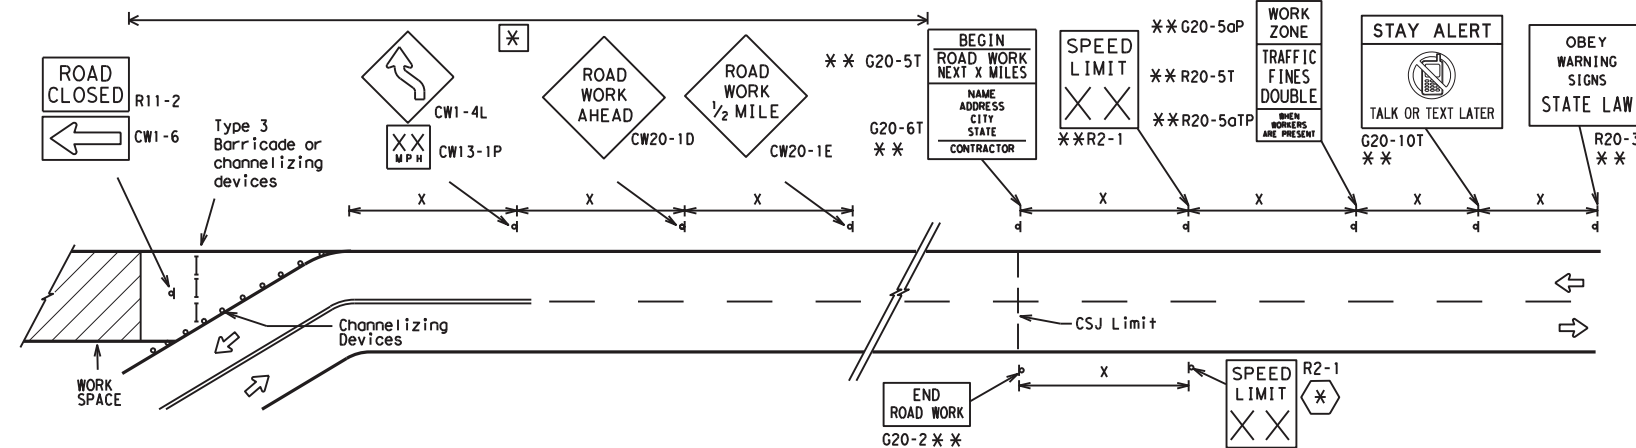 ROAD
CLOSED
R11-2
CW1-6
Type 3
Barricade or
channelizing
devices
CW1-4L
XX
MPH
CW13-1P
*
ROAD
WORK
AHEAD
CW20-1D
ROAD
WORK
1/2 MILE
CW20-1E
** G20-5T
G20-6T
**
BEGIN
ROAD WORK
NEXT X MILES
NAME
ADDRESS
CITY
STATE
CONTRACTOR
SPEED
LIMIT
XX
**R2-1
**G20-5aP
**R20-5T
**R20-5aTP
WORK
ZONE
TRAFFIC
FINES
DOUBLE
WHEN
WORKERS
ARE PRESENT
STAY ALERT
TALK OR TEXT LATER
G20-10T
**
OBEY
WARNING
SIGNS
STATE LAW
R20-3
**
X
X
X
X
X
X
X
Channelizing
Devices
CSJ Limit
WORK
SPACE
END
ROAD WORK
G20-2 **
X
SPEED
LIMIT
XX
R2-1
*